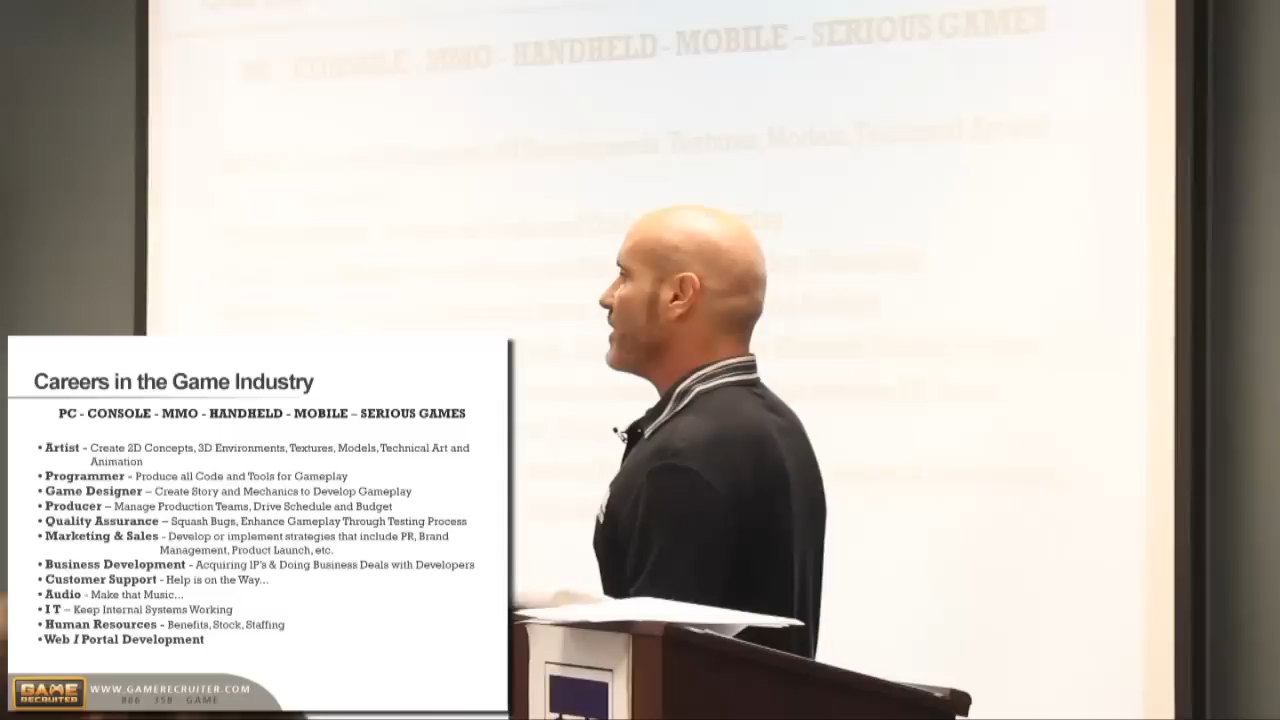 PC - CONSOLE - MMO - HANDHELD - MOBILE – SERIOUS GAMES
Careers in the Game Industry
PC - CONSOLE - MMO - HANDHELD - MOBILE – SERIOUS GAMES
• Artist - Create 2D Concepts, 3D Environments, Textures, Models, Technical Art and
Animation
• Programmer - Produce all Code and Tools for Gameplay
• Game Designer – Create Story and Mechanics to Develop Gameplay
• Producer – Manage Production Teams, Drive Schedule and Budget
• Quality Assurance – Squash Bugs, Enhance Gameplay Through Testing Process
• Marketing & Sales - Develop or implement strategies that include PR, Brand
Management, Product Launch, etc.
• Business Development - Acquiring IP's & Doing Business Deals with Developers
• Customer Support - Help is on the Way...
• Audio - Make that Music...
• I T – Keep Internal Systems Working
• Human Resources - Benefits, Stock, Staffing
• Web / Portal Development
GAME
RECRUITER
WWW.GAMERECRUITER.COM
866 358 GAME